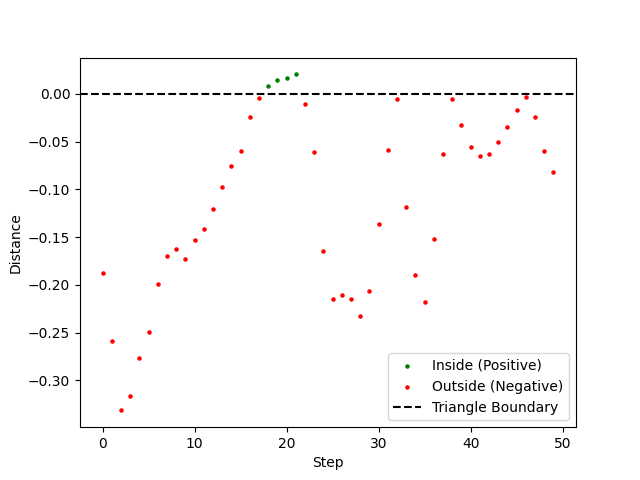 0.00
−0.05
−0.10
−0.15
−0.20
−0.25
−0.30
Distance
0 10 20 30 40 50
Step
Inside (Positive)
Outside (Negative)
Triangle Boundary